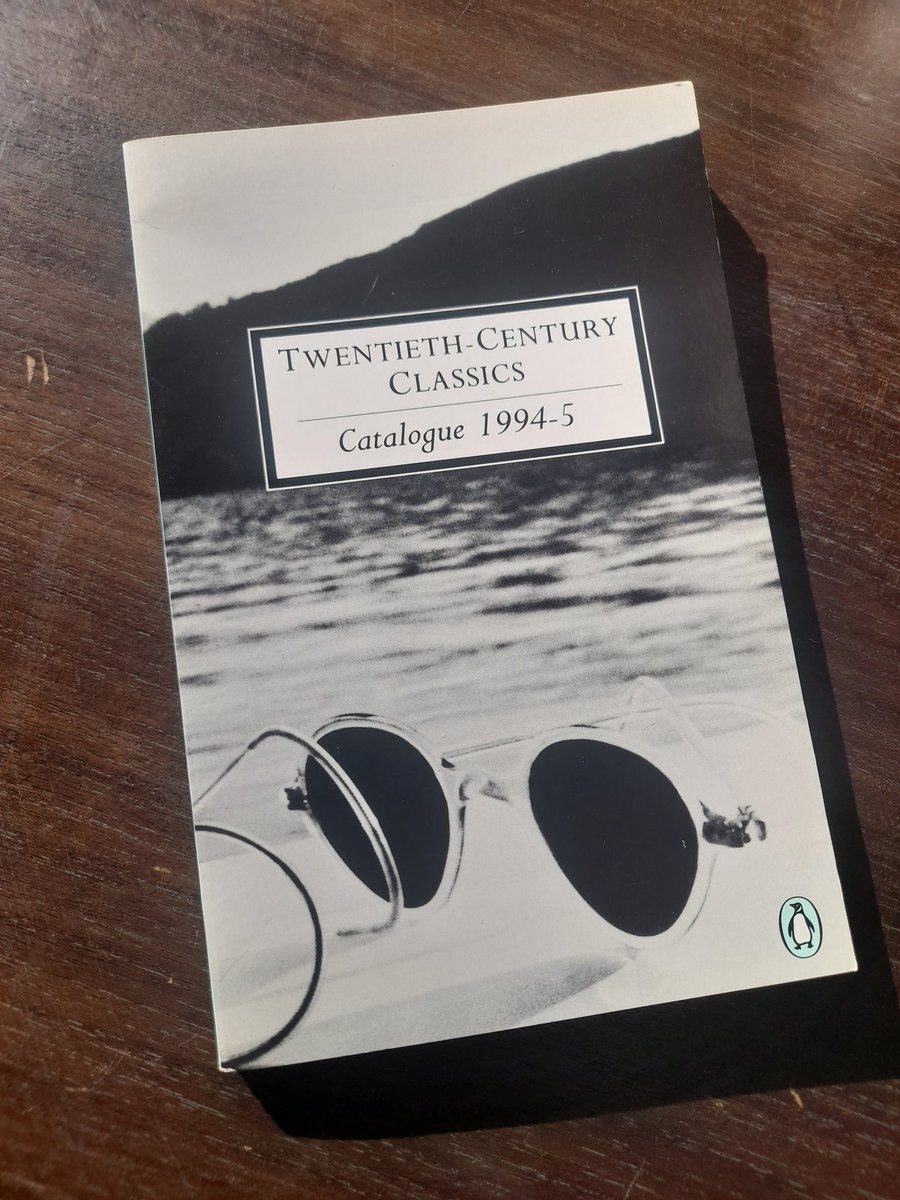 TWENTIETH-CENTURY
CLASSICS
Catalogue 1994-5